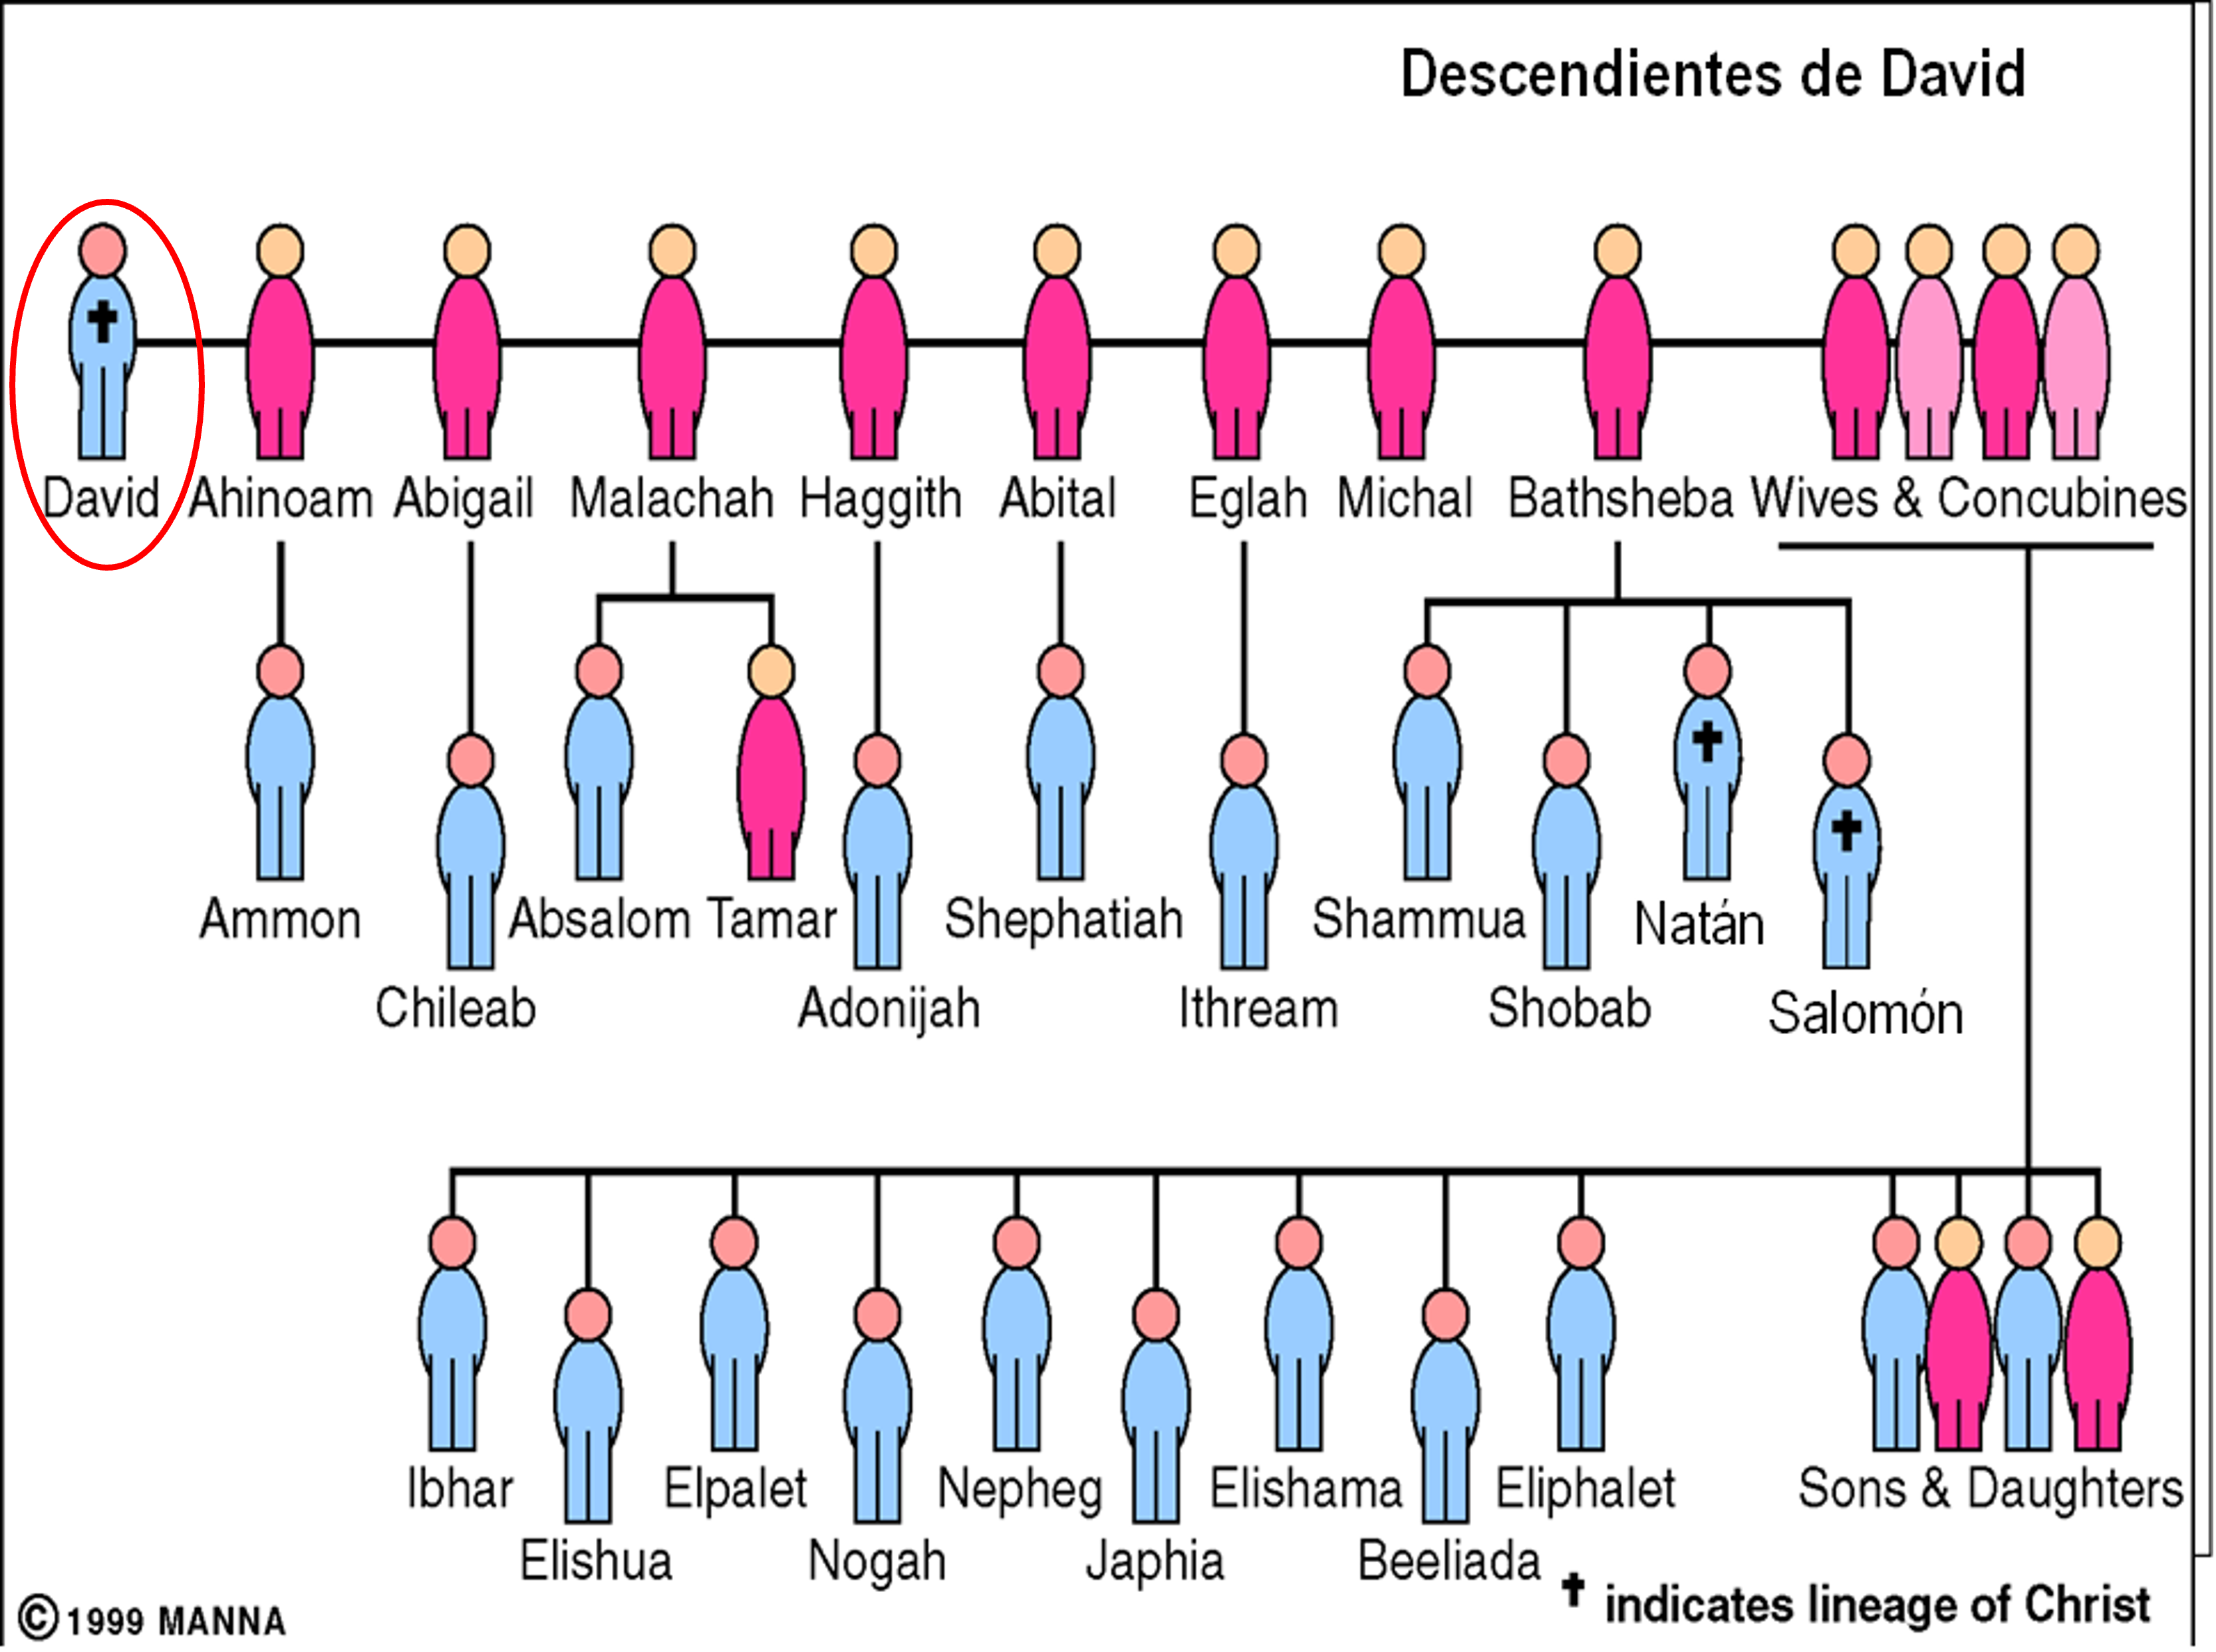 Descendientes de David
David Ahinoam Abigail Malachah Haggith Abital Eglah Michal Bathsheba Wives & Concubines
Ammon Absalom Tamar Shephatiah Shammua Natán
Chileab Adonijah Ithream Shobab Salomón
Ibhar Elpalet Nepheg Elishama Eliphalet Sons & Daughters
Elishua Nogah Japhia Beeliada
✝ indicates lineage of Christ
© 1999 MANNA